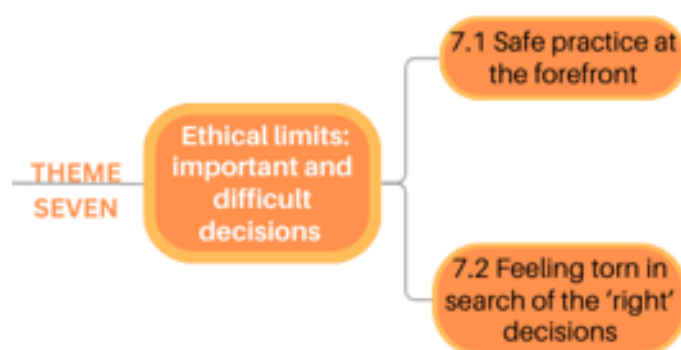 THEME
SEVEN
Ethical limits:
important and
difficult
decisions
7.1 Safe practice at
the forefront
7.2 Feeling torn in
search of the ‘right’
decisions